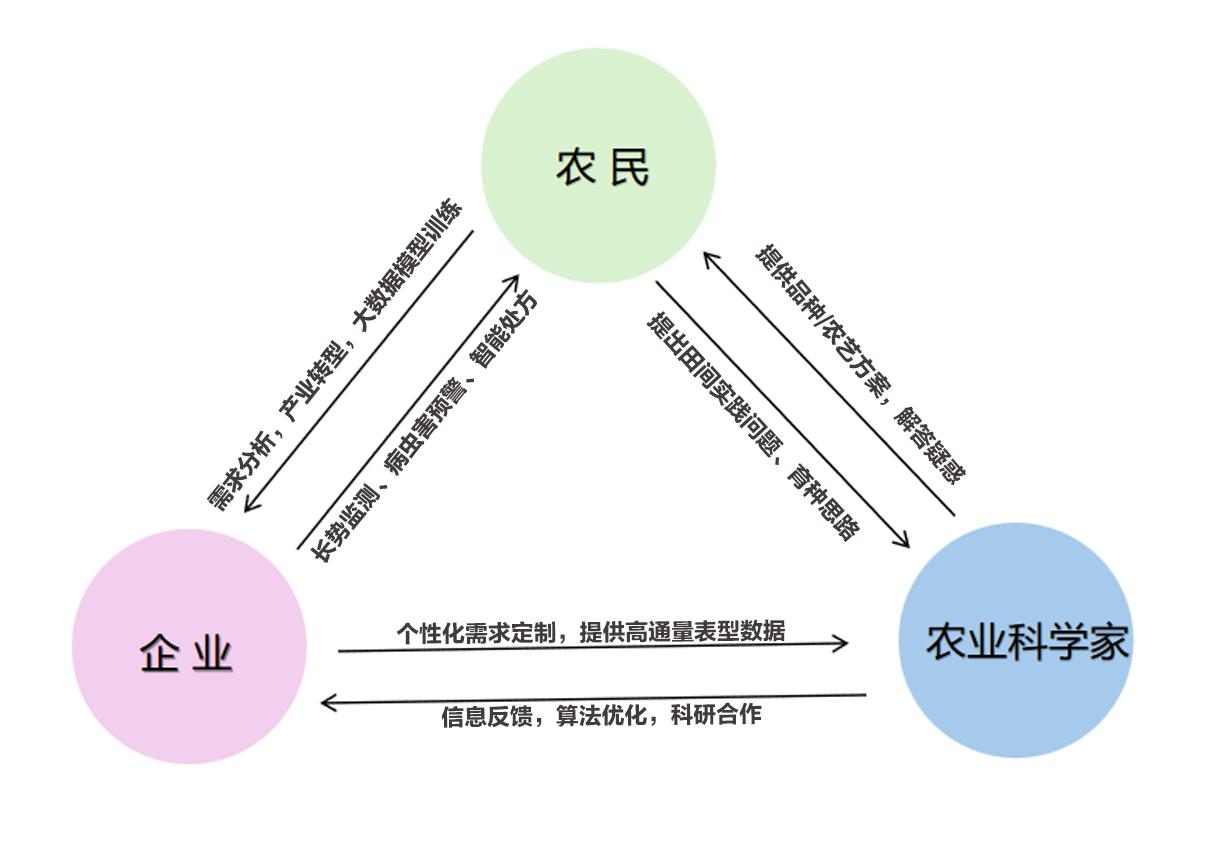 农民
需求分析，产业转型，大数据模型训练
长势监测、病虫害预警、智能处方
提供品种/农艺方案，解答疑惑
提出田间实践问题、育种思路
企业
个性化需求定制，提供高通量表型数据
信息反馈，算法优化，科研合作
农业科学家